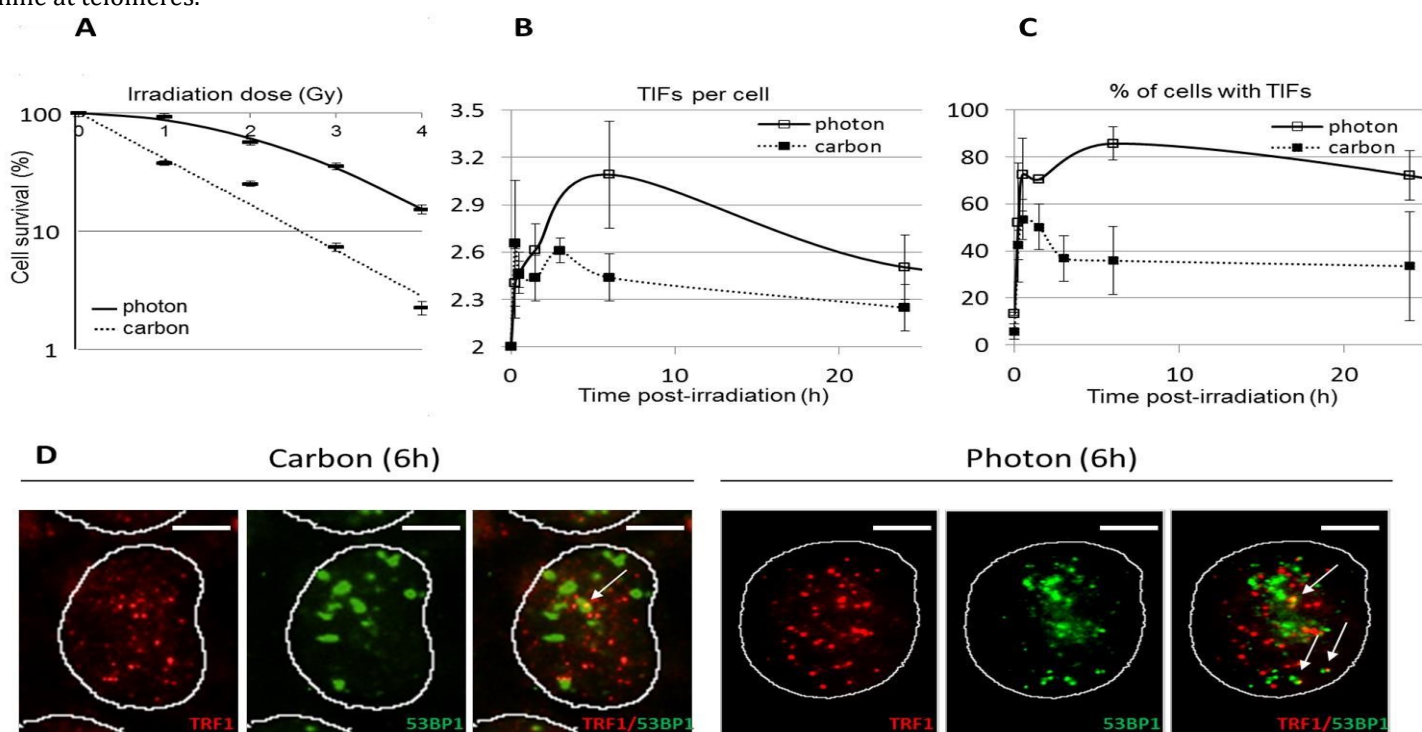 at telomeres.
A
B
C
Irradiation dose (Gy)
TIFs per cell
% of cells with TIFs
100
10
1
0
1
2
3
4
Cell survival (%)
photon
carbon
3.5
3.2
2.9
2.6
2.3
2
photon
carbon
0
10
20
Time post-irradiation (h)
100
80
60
40
20
0
photon
carbon
0
10
20
Time post-irradiation (h)
D
Carbon (6h)
Photon (6h)
TRF1
53BP1
TRF1/53BP1
TRF1
53BP1
TRF1/53BP1